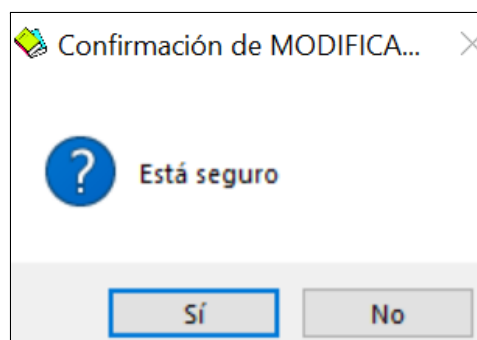 Confirmación de MODIFICA...
?
Está seguro
Sí
No